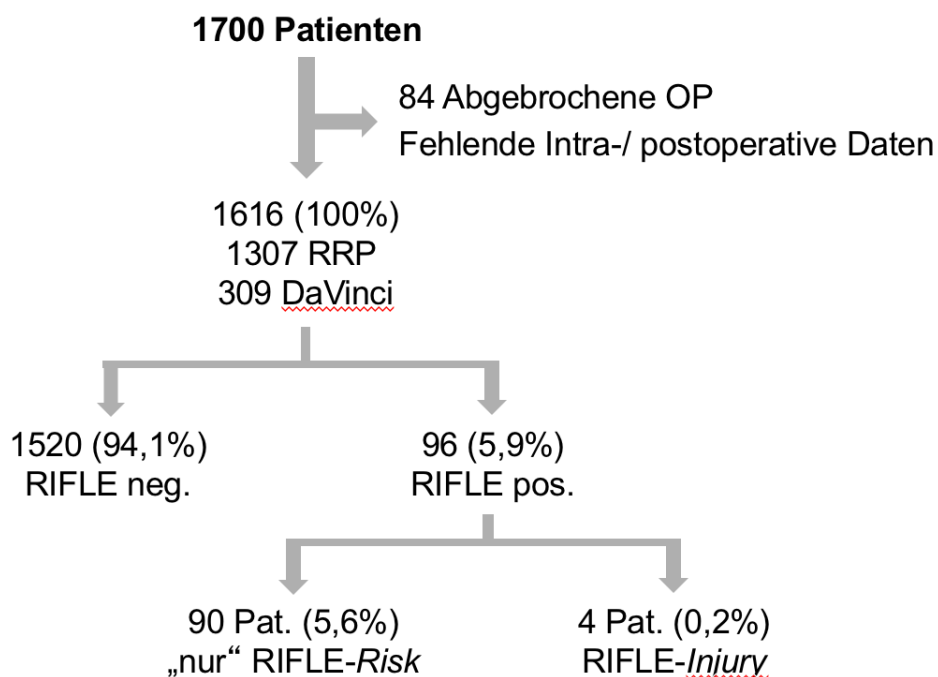 1700 Patienten
84 Abgebrochene OP
Fehlende Intra-/ postoperative Daten
1616 (100%)
1307 RRP
309 DaVinci
1520 (94,1%)
RIFLE neg.
96 (5,9%)
RIFLE pos.
90 Pat. (5,6%)
„nur“ RIFLE-Risk
4 Pat. (0,2%)
RIFLE-Injury